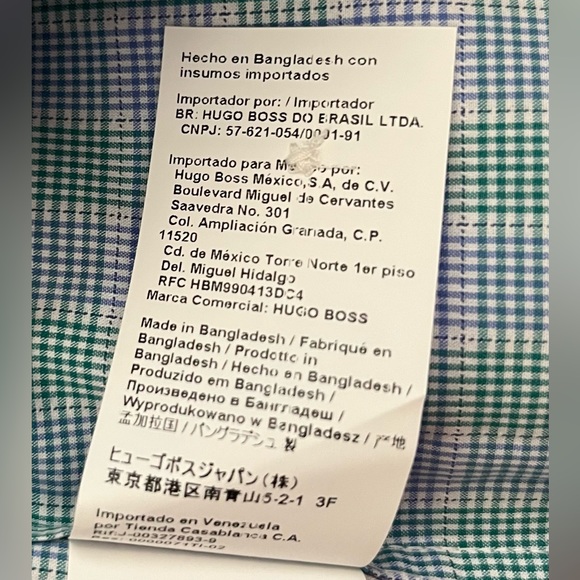 Hecho en Bangladesh con
insumos importados
Importador por: / Importador
BR: HUGO BOSS DO BRASIL LTDA.
CNPJ: 57-621-054/0001-91
Importado para México por:
Hugo Boss México,S.A, de C.V.
Boulevard Miguel de Cervantes
Saavedra No. 301
Col. Ampliación Granada, C.P.
11520
Cd. de México Torre Norte 1er piso
Del. Miguel Hidalgo
RFC HBM990413DC4
Marca Comercial: HUGO BOSS
Made in Bangladesh / Fabriqué en
Bangladesh / Prodotto in
Bangladesh / Hecho en Bangladesh /
Produzido em Bangladesh /
Произведено в Бангладеш /
Wyprodukowano w Bangladesz / 产地
孟加拉国 / バングラデシュ 製
ヒューゴボスジャパン(株)
東京都港区南青山5-2-1 3F
Importado en Venezuela
por Tienda Casablanca C.A.
Rif:J-00327893-9